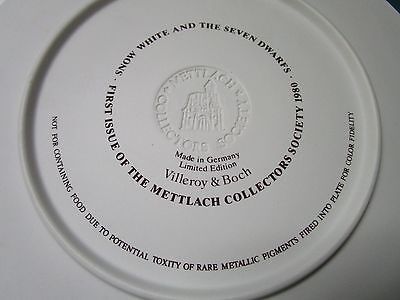 SNOW WHITE AND THE SEVEN DWARFS ·
· FIRST ISSUE OF THE METTLACH COLLECTORS SOCIETY 1980
METTLACH
COLLECTORS SOCIETY
Made in Germany
Limited Edition
Villeroy & Boch
NOT FOR CONTAINING FOOD DUE TO POTENTIAL TOXITY OF RARE METALLIC PIGMENTS FIRED INTO PLATE FOR COLOR FIDELITY